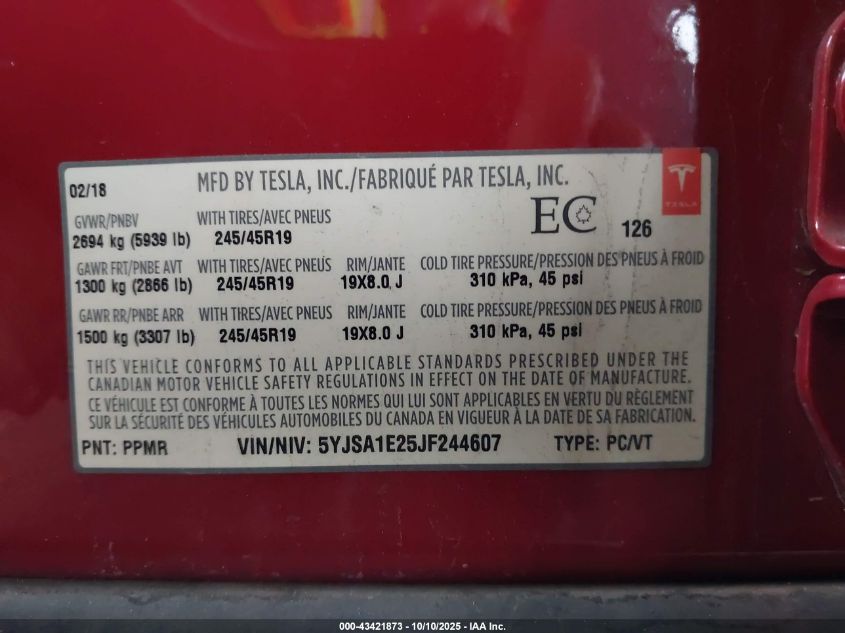 02/18 MFD BY TESLA, INC./FABRIQUÉ PAR TESLA, INC.
TESLA
GVWR/PNBV WITH TIRES/AVEC PNEUS
2694 kg (5939 lb) 245/45R19
EC 126
GAWR FRT/PNBE AVT WITH TIRES/AVEC PNEUS RIM/JANTE COLD TIRE PRESSURE/PRESSION DES PNEUS À FROID
1300 kg (2866 lb) 245/45R19 19X8.0 J 310 kPa, 45 psi
GAWR RR/PNBE ARR WITH TIRES/AVEC PNEUS RIM/JANTE COLD TIRE PRESSURE/PRESSION DES PNEUS À FROID
1500 kg (3307 lb) 245/45R19 19X8.0 J 310 kPa, 45 psi
THIS VEHICLE CONFORMS TO ALL APPLICABLE STANDARDS PRESCRIBED UNDER THE
CANADIAN MOTOR VEHICLE SAFETY REGULATIONS IN EFFECT ON THE DATE OF MANUFACTURE.
CE VÉHICULE EST CONFORME À TOUTES LES NORMES QUI LUI SONT APPLICABLES EN VERTU DU RÈGLEMENT
SUR LA SÉCURITÉ DES VÉHICULES AUTOMOBILES DU CANADA EN VIGUEUR À LA DATE DE SA FABRICATION.
PNT: PPMR VIN/NIV: 5YJSA1E25JF244607 TYPE: PC/VT
000-43421873 - 10/10/2025 - IAA Inc.